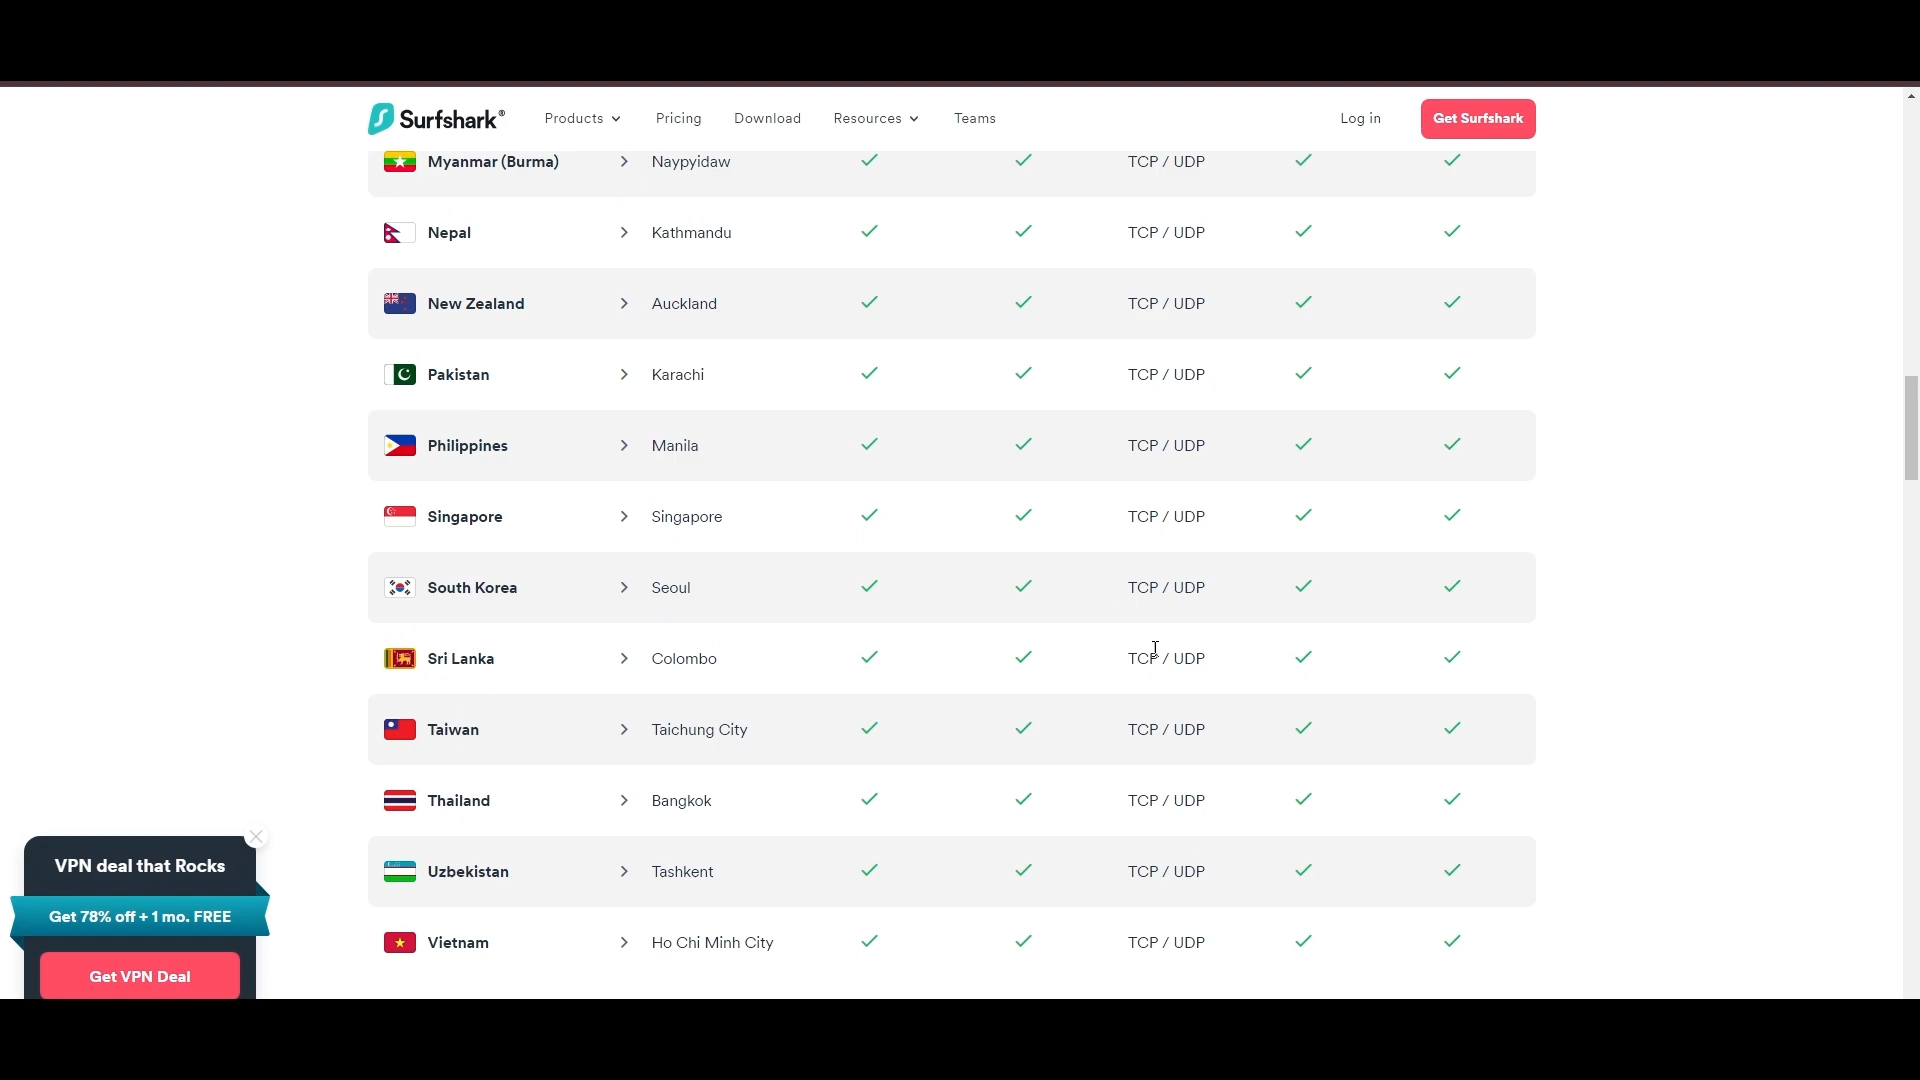 Surfshark®
Products
Pricing
Download
Resources
Teams
Log in
Get Surfshark
Myanmar (Burma) Naypyidaw TCP / UDP
Nepal Kathmandu TCP / UDP
New Zealand Auckland TCP / UDP
Pakistan Karachi TCP / UDP
Philippines Manila TCP / UDP
Singapore Singapore TCP / UDP
South Korea Seoul TCP / UDP
Sri Lanka Colombo TCP / UDP
Taiwan Taichung City TCP / UDP
Thailand Bangkok TCP / UDP
Uzbekistan Tashkent TCP / UDP
Vietnam Ho Chi Minh City TCP / UDP
VPN deal that Rocks
Get 78% off + 1 mo. FREE
Get VPN Deal